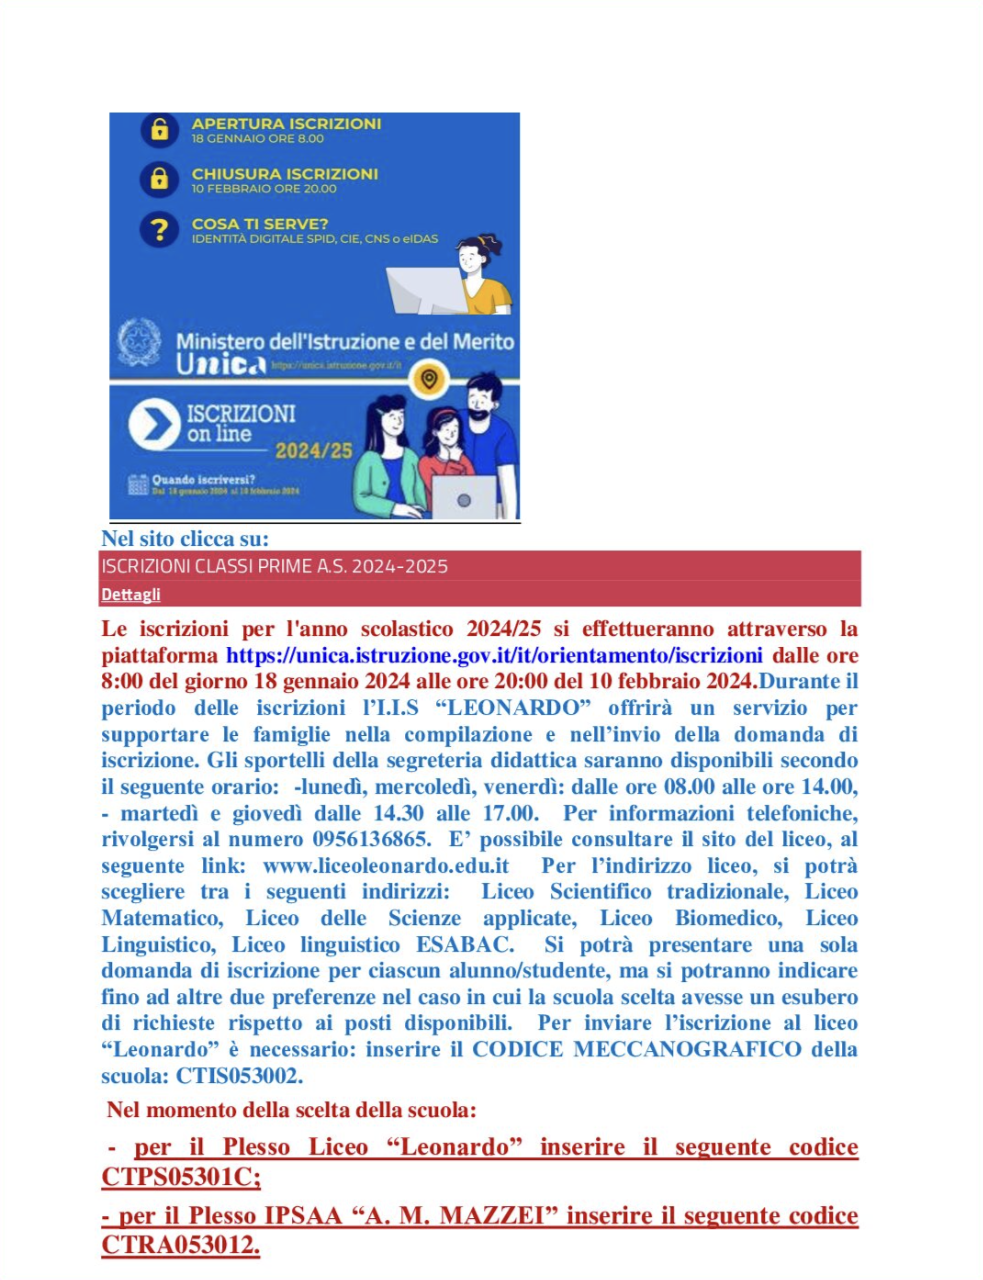 APERTURA ISCRIZIONI
18 GENNAIO ORE 8.00
CHIUSURA ISCRIZIONI
10 FEBBRAIO ORE 20.00
?
COSA TI SERVE?
IDENTITÀ DIGITALE SPID, CIE, CNS o eIDAS
Ministero dell'Istruzione e del Merito
Unica https://unica.istruzione.gov.it/it
ISCRIZIONI
on line
2024/25
Quando iscriversi?
Dal 18 gennaio 2024 al 10 febbraio 2024
Nel sito clicca su:
ISCRIZIONI CLASSI PRIME A.S. 2024-2025
Dettagli
Le iscrizioni per l'anno scolastico 2024/25 si effettueranno attraverso la
piattaforma https://unica.istruzione.gov.it/it/orientamento/iscrizioni dalle ore
8:00 del giorno 18 gennaio 2024 alle ore 20:00 del 10 febbraio 2024.Durante il
periodo delle iscrizioni l’I.I.S “LEONARDO” offrirà un servizio per
supportare le famiglie nella compilazione e nell’invio della domanda di
iscrizione. Gli sportelli della segreteria didattica saranno disponibili secondo
il seguente orario: -lunedì, mercoledì, venerdì: dalle ore 08.00 alle ore 14.00,
- martedì e giovedì dalle 14.30 alle 17.00. Per informazioni telefoniche,
rivolgersi al numero 0956136865. E’ possibile consultare il sito del liceo, al
seguente link: www.liceoleonardo.edu.it Per l’indirizzo liceo, si potrà
scegliere tra i seguenti indirizzi: Liceo Scientifico tradizionale, Liceo
Matematico, Liceo delle Scienze applicate, Liceo Biomedico, Liceo
Linguistico, Liceo linguistico ESABAC. Si potrà presentare una sola
domanda di iscrizione per ciascun alunno/studente, ma si potranno indicare
fino ad altre due preferenze nel caso in cui la scuola scelta avesse un esubero
di richieste rispetto ai posti disponibili. Per inviare l’iscrizione al liceo
“Leonardo” è necessario: inserire il CODICE MECCANOGRAFICO della
scuola: CTIS053002.
Nel momento della scelta della scuola:
- per il Plesso Liceo “Leonardo” inserire il seguente codice
CTPS05301C;
- per il Plesso IPSAA “A. M. MAZZEI” inserire il seguente codice
CTRA053012.